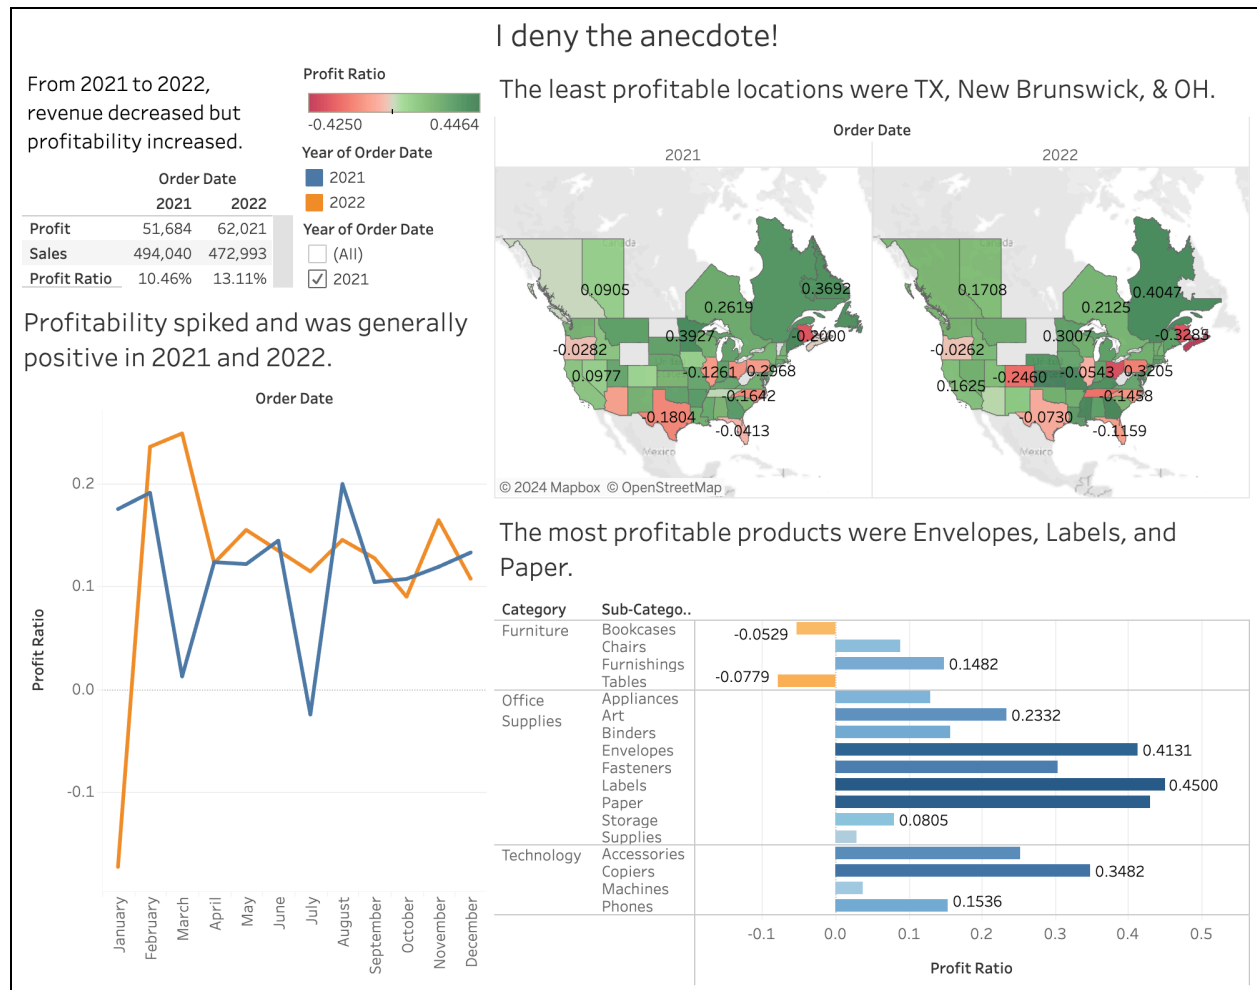 I deny the anecdote!
From 2021 to 2022,
revenue decreased but
profitability increased.
Order Date
2021 2022
Profit 51,684 62,021
Sales 494,040 472,993
Profit Ratio 10.46% 13.11%
Profit Ratio
-0.4250 0.4464
Year of Order Date
2021
2022
Year of Order Date
(All)
2021
Profitability spiked and was generally
positive in 2021 and 2022.
Order Date
Profit Ratio
0.2
0.1
0.0
-0.1
January
February
March
April
May
June
July
August
September
October
November
December
The least profitable locations were TX, New Brunswick, & OH.
Order Date
2021 2022
Canada
0.0905
0.2619
0.3692
0.3927
-0.2000
-0.0282
0.0977
-0.1261
0.2968
-0.1642
-0.1804
-0.0413
Mexico
© 2024 Mapbox © OpenStreetMap
Canada
0.1708
0.2125
0.4047
0.3007
-0.3285
-0.0262
0.1625
-0.2460
-0.0543
0.3205
-0.1458
-0.0730
-0.1159
Mexico
The most profitable products were Envelopes, Labels, and
Paper.
Category Sub-Catego..
Furniture Bookcases -0.0529
Chairs
Furnishings 0.1482
Tables -0.0779
Office
Supplies
Appliances
Art 0.2332
Binders
Envelopes 0.4131
Fasteners
Labels 0.4500
Paper
Storage 0.0805
Supplies
Technology Accessories
Copiers 0.3482
Machines
Phones 0.1536
-0.1 0.0 0.1 0.2 0.3 0.4 0.5
Profit Ratio